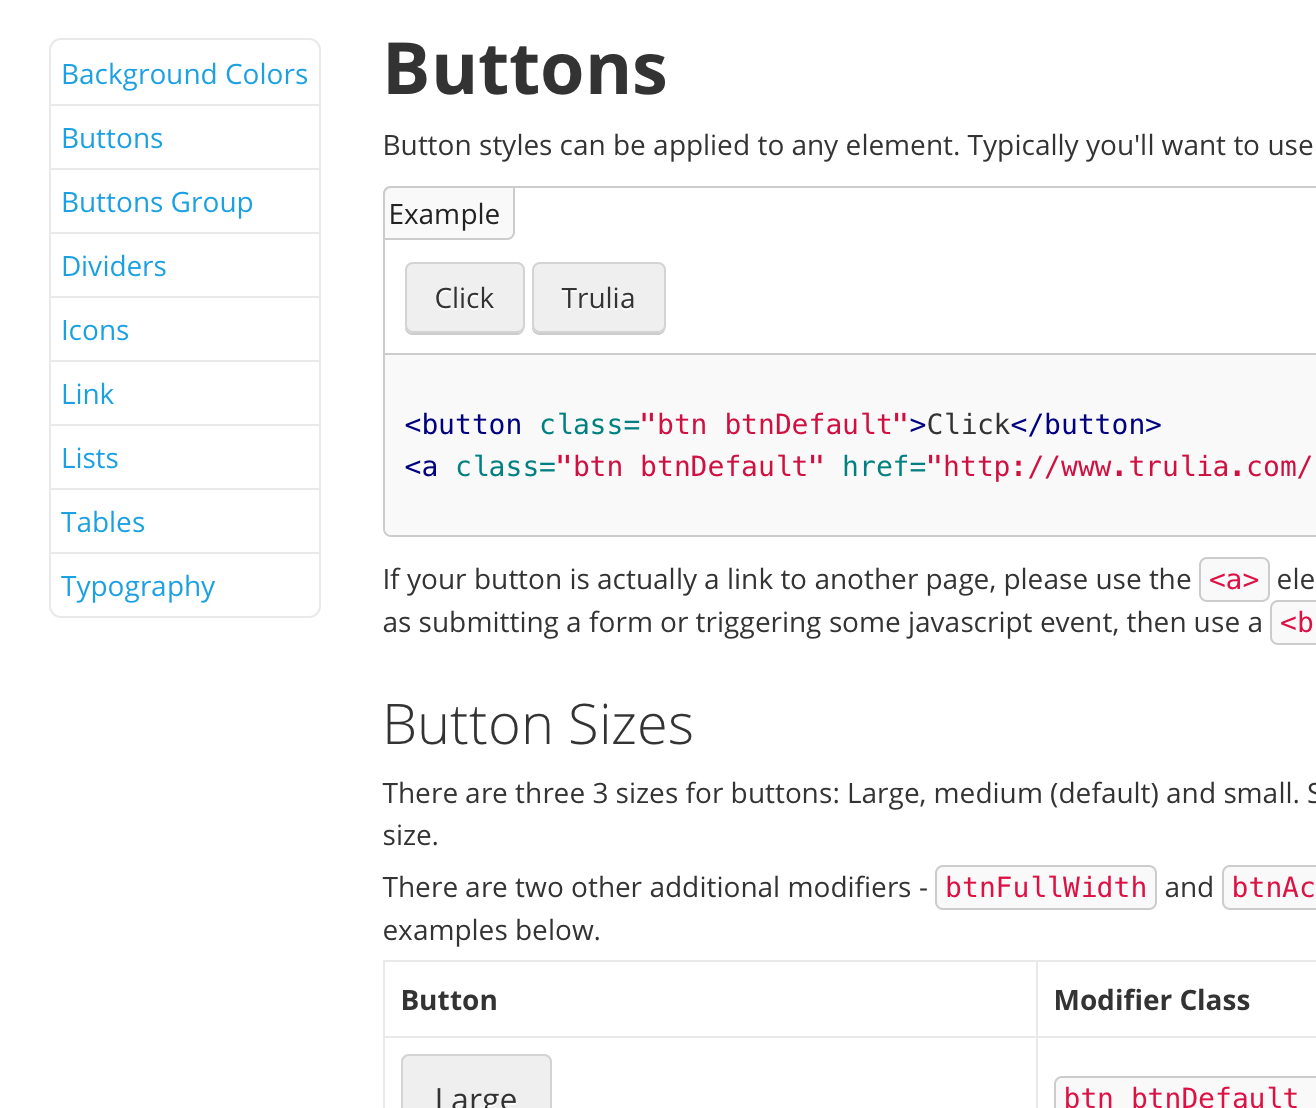 Background Colors
Buttons
Buttons Group
Dividers
Icons
Link
Lists
Tables
Typography
Buttons
Button styles can be applied to any element. Typically you'll want to use
Example
Click Trulia
<button class="btn btnDefault">Click</button>
<a class="btn btnDefault" href="http://www.trulia.com/
If your button is actually a link to another page, please use the <a> ele
as submitting a form or triggering some javascript event, then use a <b
Button Sizes
There are three 3 sizes for buttons: Large, medium (default) and small. S
size.
There are two other additional modifiers - btnFullWidth and btnAc
examples below.
Button Modifier Class
Large btn btnDefault